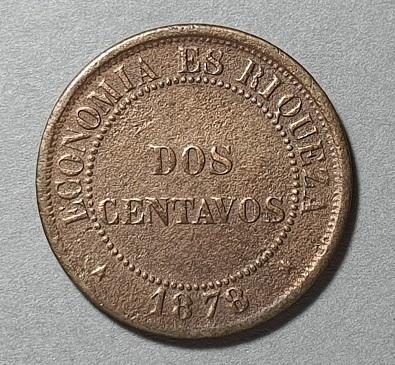 ECONOMIA ES RIQUEZA
DOS
CENTAVOS
1878